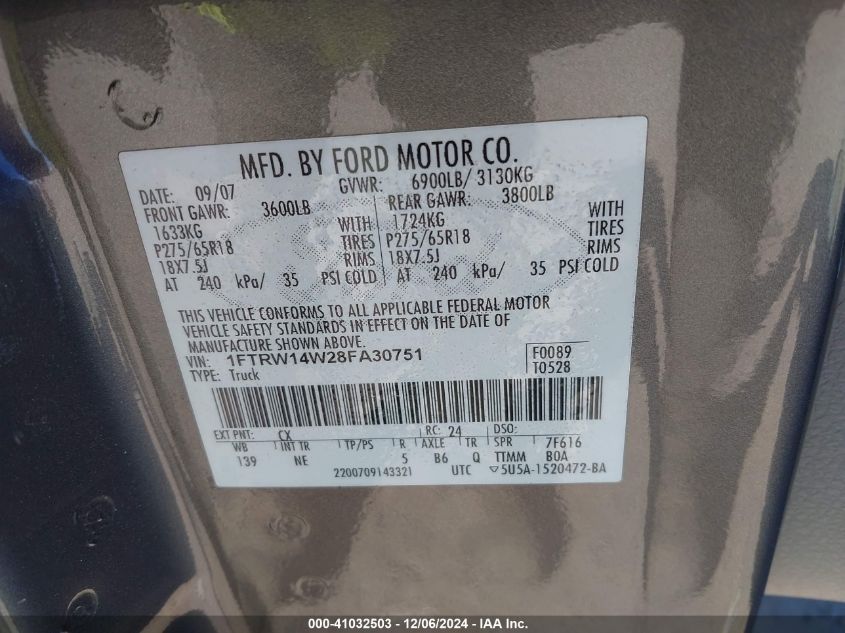 MFD. BY FORD MOTOR CO.
DATE: 09/07 GVWR: 6900LB/ 3130KG
FRONT GAWR: 3600LB REAR GAWR: 3800LB
1633KG WITH 1724KG WITH
P275/65R18 TIRES P275/65R18 TIRES
18X7.5J RIMS 18X7.5J RIMS
AT 240 kPa/ 35 PSI COLD AT 240 kPa/ 35 PSI COLD
THIS VEHICLE CONFORMS TO ALL APPLICABLE FEDERAL MOTOR
VEHICLE SAFETY STANDARDS IN EFFECT ON THE DATE OF
MANUFACTURE SHOWN ABOVE.
VIN: 1FTRW14W28FA30751 F0089
TYPE: Truck T0528
EXT PNT: CX RC: 24 DSO:
WB INT TR TP/PS R AXLE TR SPR 7F616
139 NE 5 B6 Q TTMM BOA
2200709143321 UTC ▽5U5A-1520472-BA
000-41032503 - 12/06/2024 - IAA Inc.